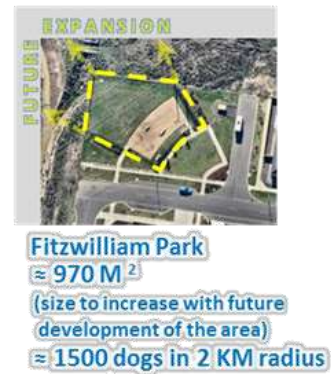 FUTURE
EXPANSION
Fitzwilliam Park
≈ 970 M ²
(size to increase with future
development of the area)
≈ 1500 dogs in 2 KM radius